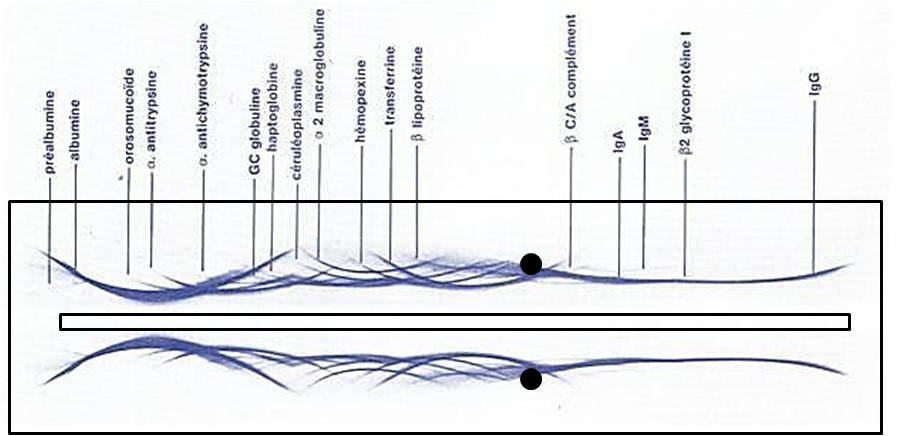 préalbumine
albumine
orosomucoïde
α. antitrypsine
α. antichymotrypsine
GC globuline
haptoglobine
céruléoplasmine
α 2 macroglobuline
hémopoxine
transferrine
β lipoprotéine
β C/A complément
IgA
IgM
β2 glycoprotéine I
IgG